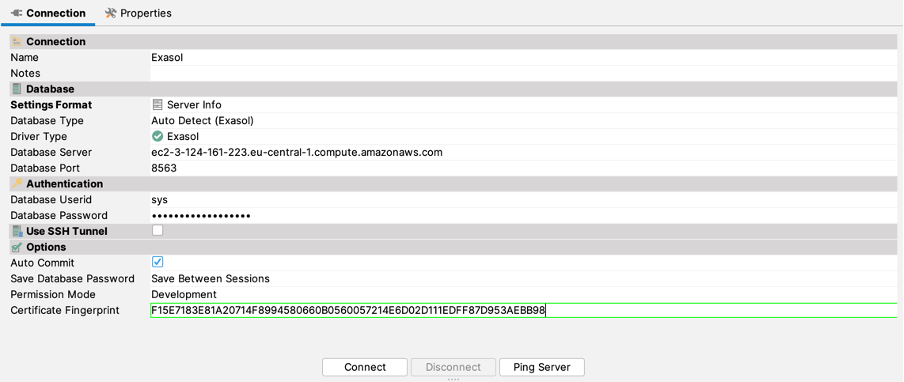 Connection Properties
Connection
Name Exasol
Notes
Database
Settings Format Server Info
Database Type Auto Detect (Exasol)
Driver Type Exasol
Database Server ec2-3-124-161-223.eu-central-1.compute.amazonaws.com
Database Port 8563
Authentication
Database Userid sys
Database Password ••••••••••••••••••
Use SSH Tunnel
Options
Auto Commit
Save Database Password Save Between Sessions
Permission Mode Development
Certificate Fingerprint F15E7183E81A20714F8994580660B0560057214E6D02D111EDFF87D953AEBB98
Connect Disconnect Ping Server